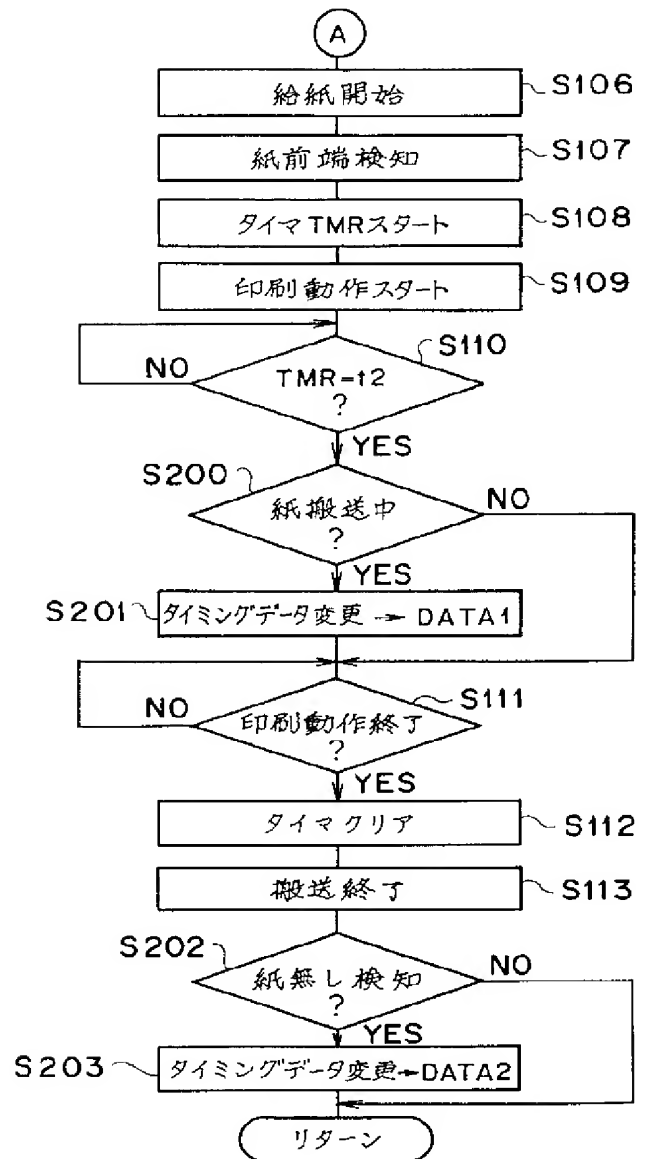 A
給紙開始
S106
紙前端検知
S107
タイマTMRスタート
S108
印刷動作スタート
S109
S110
NO
TMR=t2
?
YES
S200
紙搬送中
?
NO
YES
S201
タイミングデータ変更→DATA1
S111
NO
印刷動作終了
?
YES
タイマクリア
S112
搬送終了
S113
S202
紙無し検知
?
NO
YES
S203
タイミングデータ変更→DATA2
リターン